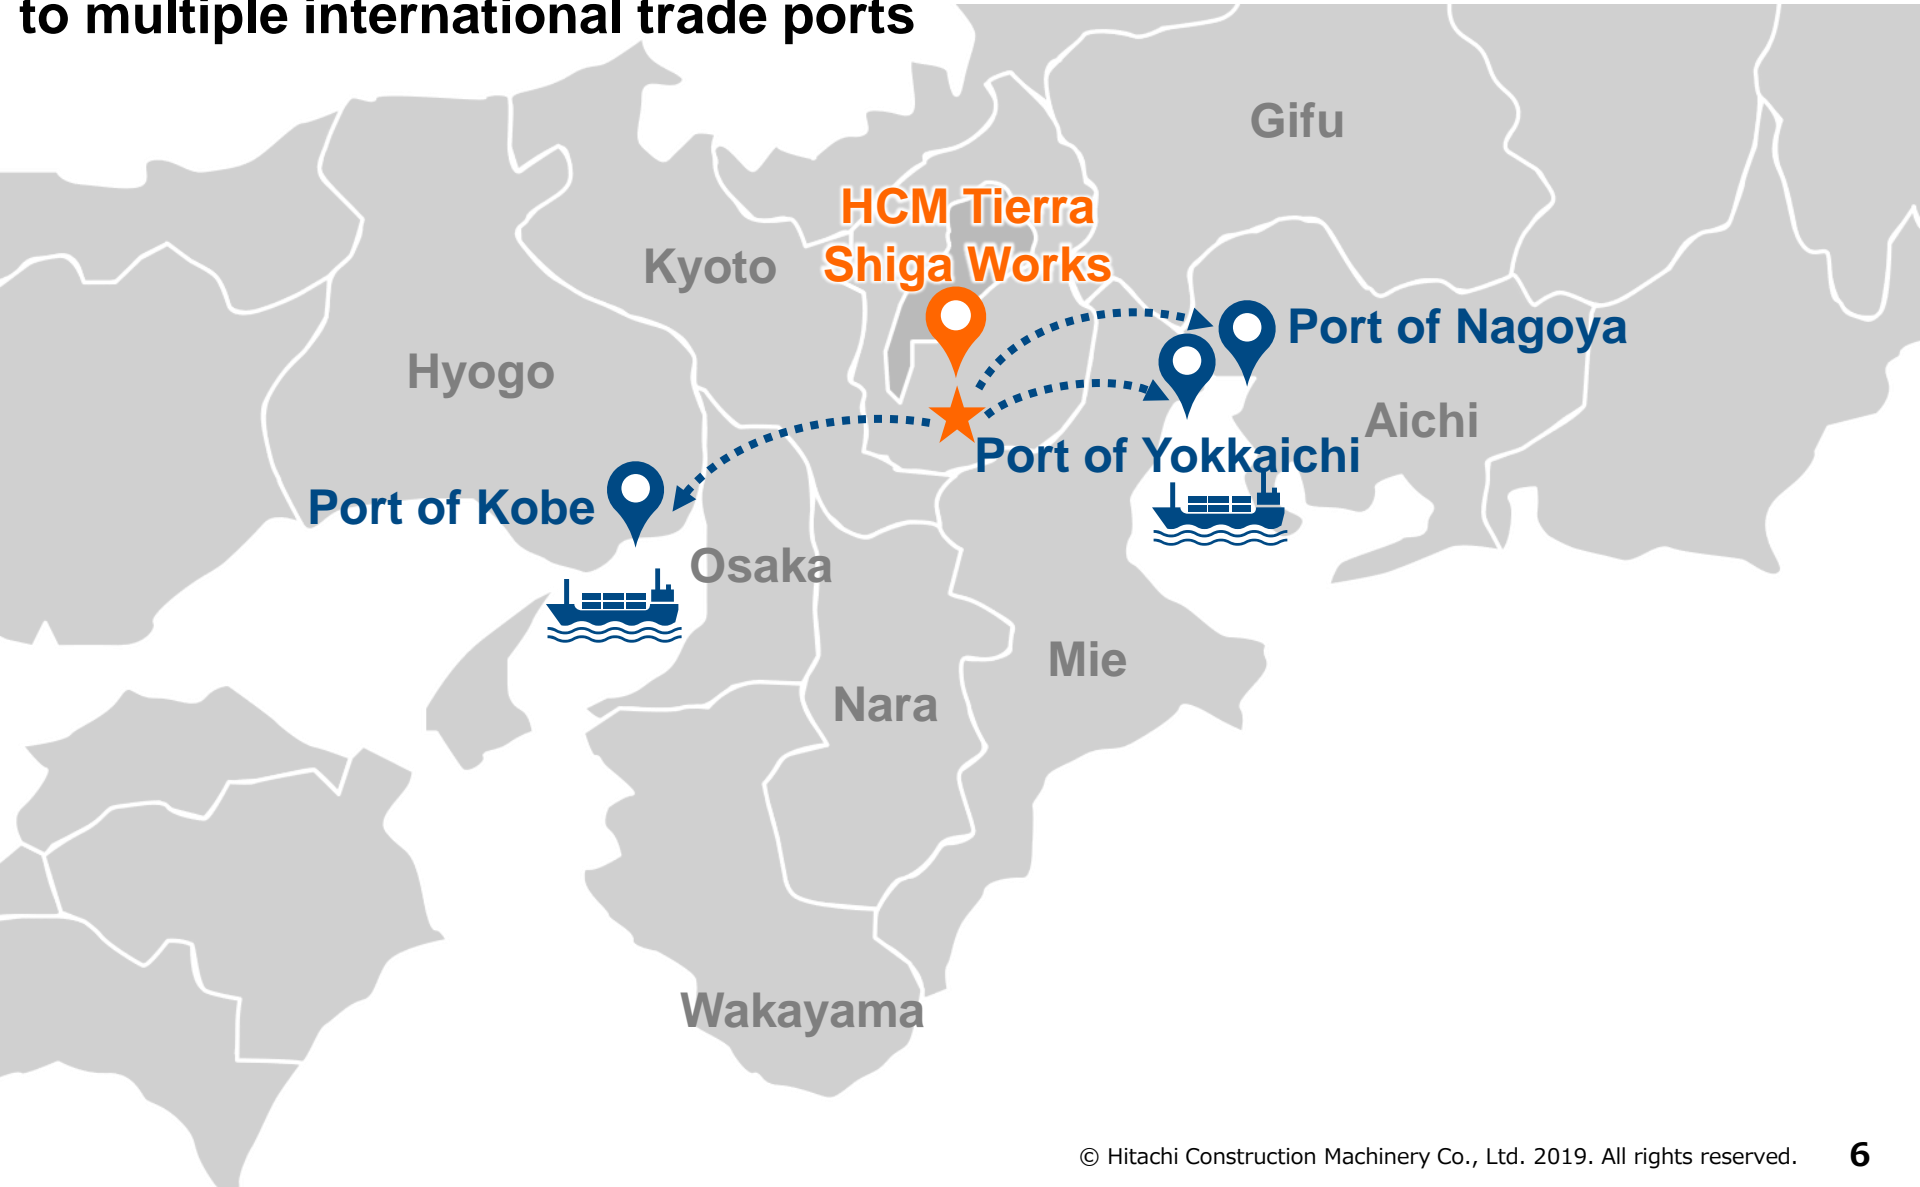 to multiple international trade ports
Gifu
HCM Tierra
Shiga Works
Kyoto
Port of Nagoya
Hyogo
Aichi
Port of Yokkaichi
Port of Kobe
Osaka
Mie
Nara
Wakayama
© Hitachi Construction Machinery Co., Ltd. 2019. All rights reserved. 6